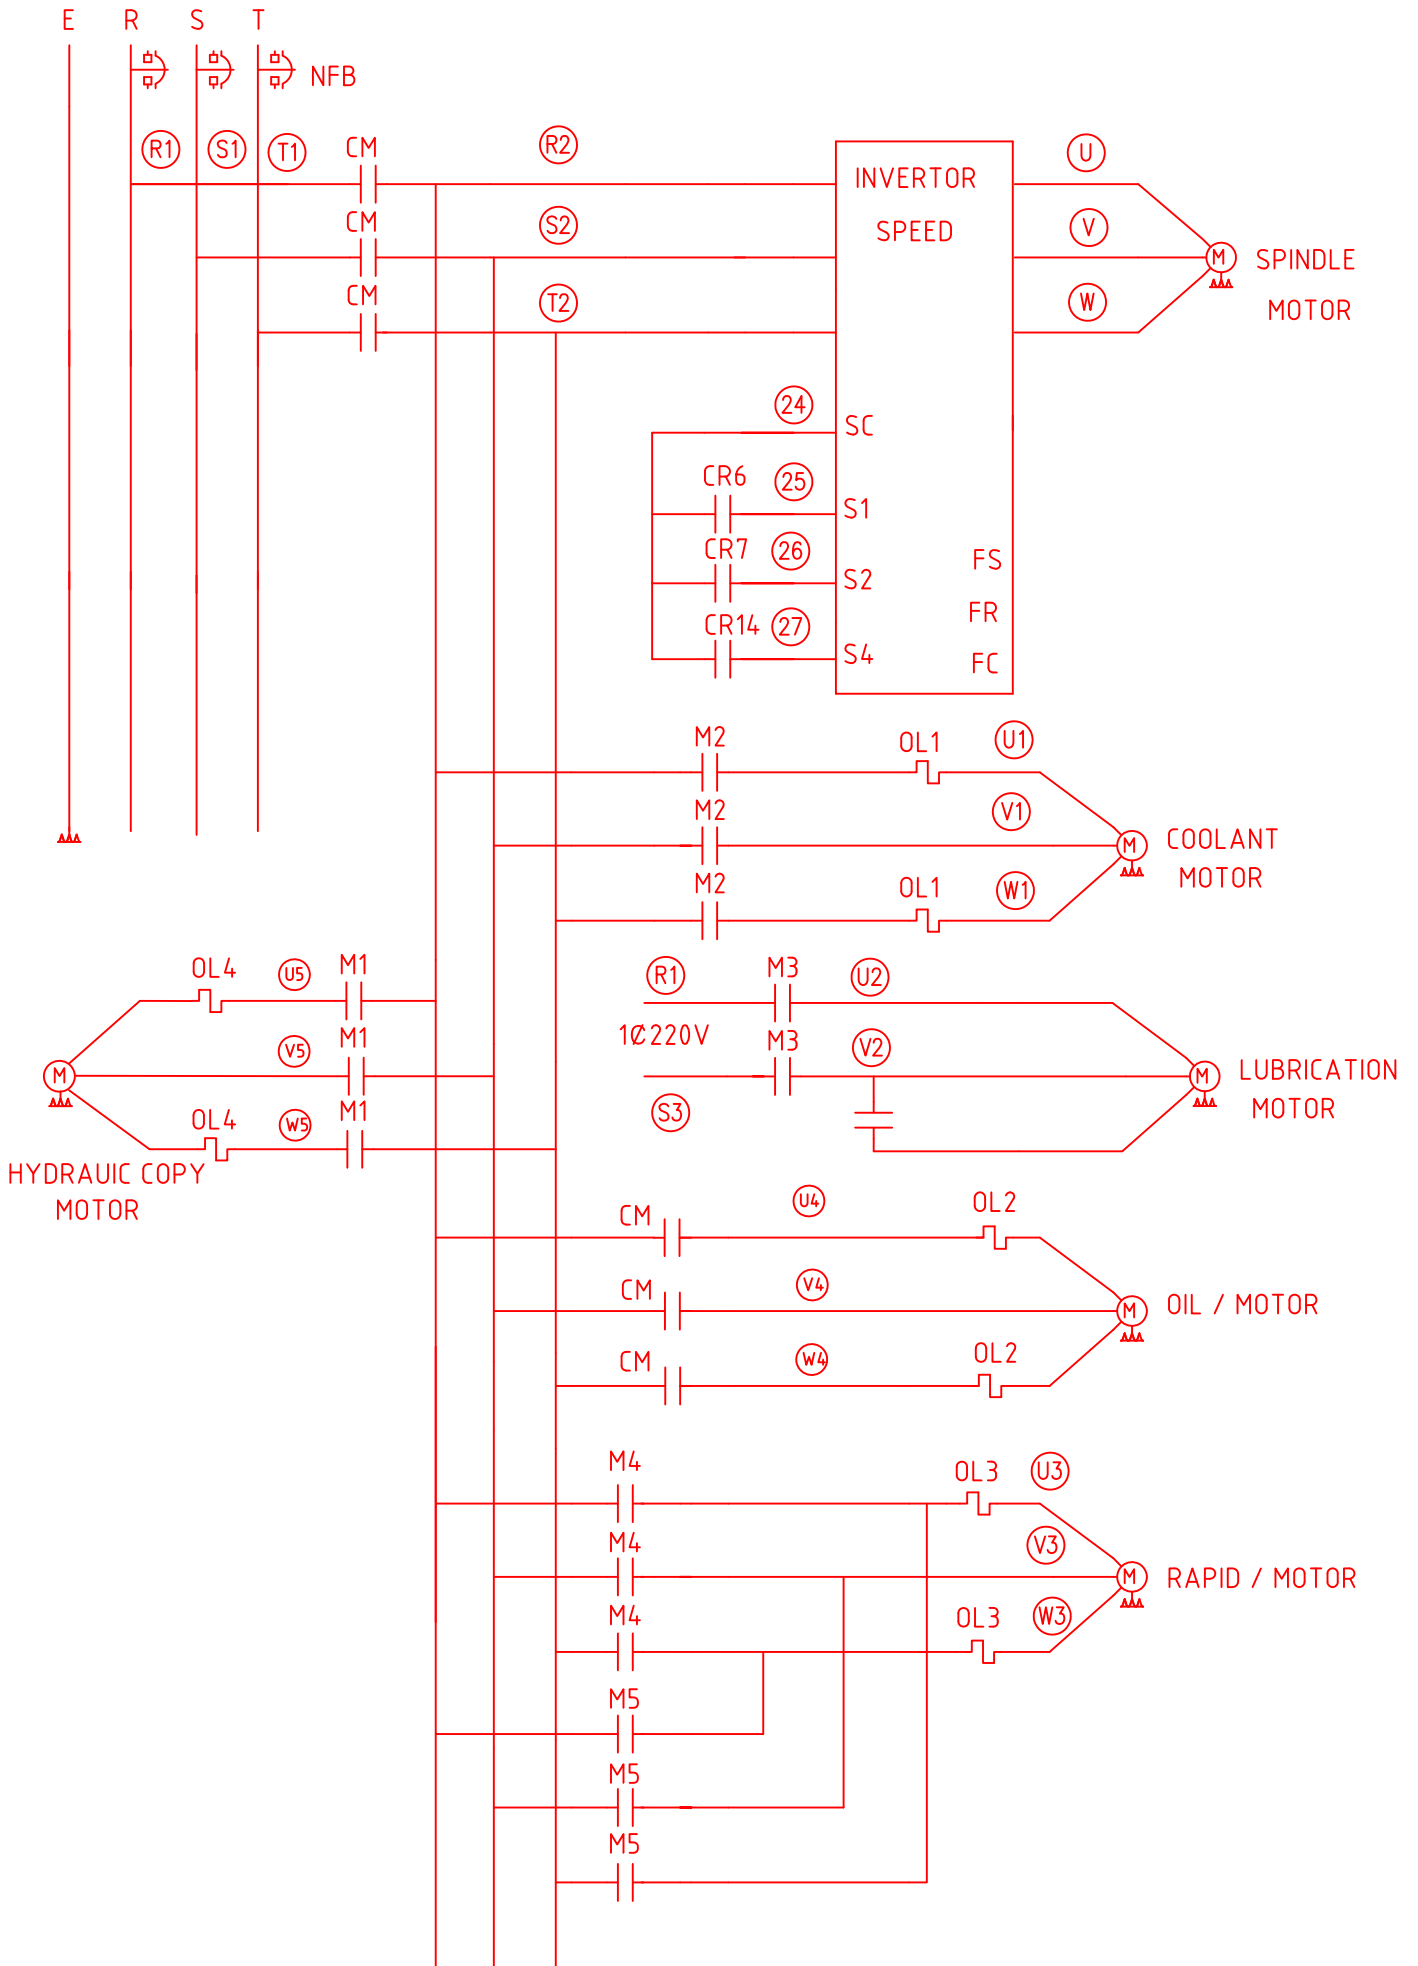 E R S T
NFB
R1 S1 T1 CM R2
INVERTOR
SPEED
U
CM S2 V
SPINDLE
MOTOR
CM T2 W
24
SC
CR6 25
S1
CR7 26
S2
FS
CR14 27
FR
S4
FC
M2 OL1 U1
M2 V1
COOLANT
MOTOR
M2 OL1 W1
OL4 U5 M1
R1 M3 U2
1₵220V
V5 M1
M3 V2
M
LUBRICATION
MOTOR
S3
OL4 W5 M1
HYDRAUIC COPY
MOTOR
CM U4 OL2
CM V4
M
OIL / MOTOR
CM W4 OL2
M4 OL3 U3
M4 V3
M
RAPID / MOTOR
M4 OL3 W3
M5
M5
M5
M
M
M